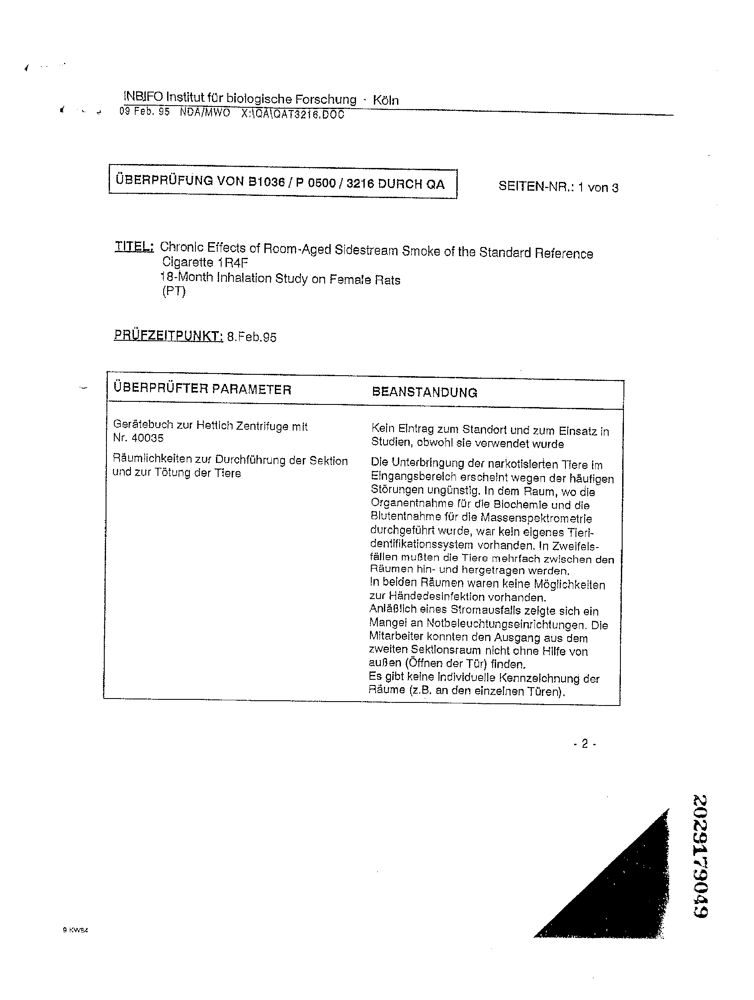 INBIFO Institut für biologische Forschung · Köln
09 Feb. 95 NDA/MWO X:\QA\QAT3216.DOC
ÜBERPRÜFUNG VON B1036 / P 0500 / 3216 DURCH QA
SEITEN-NR.: 1 von 3
TITEL: Chronic Effects of Room-Aged Sidestream Smoke of the Standard Reference
Cigarette 1R4F
18-Month Inhalation Study on Female Rats
(PT)
PRÜFZEITPUNKT: 8.Feb.95
ÜBERPRÜFTER PARAMETER
BEANSTANDUNG
Gerätebuch zur Hettich Zentrifuge mit
Nr. 40035
Kein Eintrag zum Standort und zum Einsatz in
Studien, obwohl sie verwendet wurde
Räumlichkeiten zur Durchführung der Sektion
und zur Tötung der Tiere
Die Unterbringung der narkotisierten Tiere im
Eingangsbereich erscheint wegen der häufigen
Störungen ungünstig. In dem Raum, wo die
Organentnahme für die Biochemie und die
Blutentnahme für die Massenspektrometrie
durchgeführt wurde, war kein eigenes Tieri-
dentifikationssystem vorhanden. In Zweifels-
fällen mußten die Tiere mehrfach zwischen den
Räumen hin- und hergetragen werden.
In beiden Räumen waren keine Möglichkeiten
zur Händedesinfektion vorhanden.
Anläßlich eines Stromausfalls zeigte sich ein
Mangel an Notbeleuchtungseinrichtungen. Die
Mitarbeiter konnten den Ausgang aus dem
zweiten Sektionsraum nicht ohne Hilfe von
außen (Öffnen der Tür) finden.
Es gibt keine individuelle Kennzeichnung der
Räume (z.B. an den einzelnen Türen).
- 2 -
2029179049
9 KW84